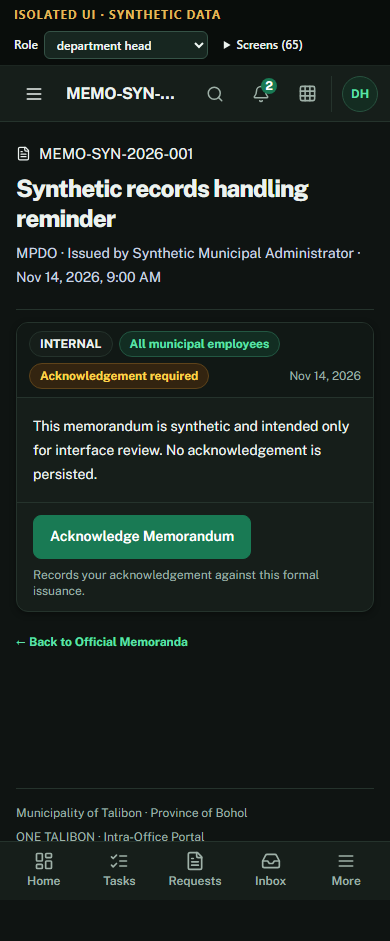 ISOLATED UI · SYNTHETIC DATA
Role department head ▶ Screens (65)
MEMO-SYN-... 2 DH
MEMO-SYN-2026-001
Synthetic records handling
reminder
MPDO · Issued by Synthetic Municipal Administrator ·
Nov 14, 2026, 9:00 AM
INTERNAL All municipal employees
Acknowledgement required Nov 14, 2026
This memorandum is synthetic and intended only
for interface review. No acknowledgement is
persisted.
Acknowledge Memorandum
Records your acknowledgement against this formal
issuance.
← Back to Official Memoranda
Municipality of Talibon · Province of Bohol
ONE TALIBON · Intra-Office Portal
Home Tasks Requests Inbox More